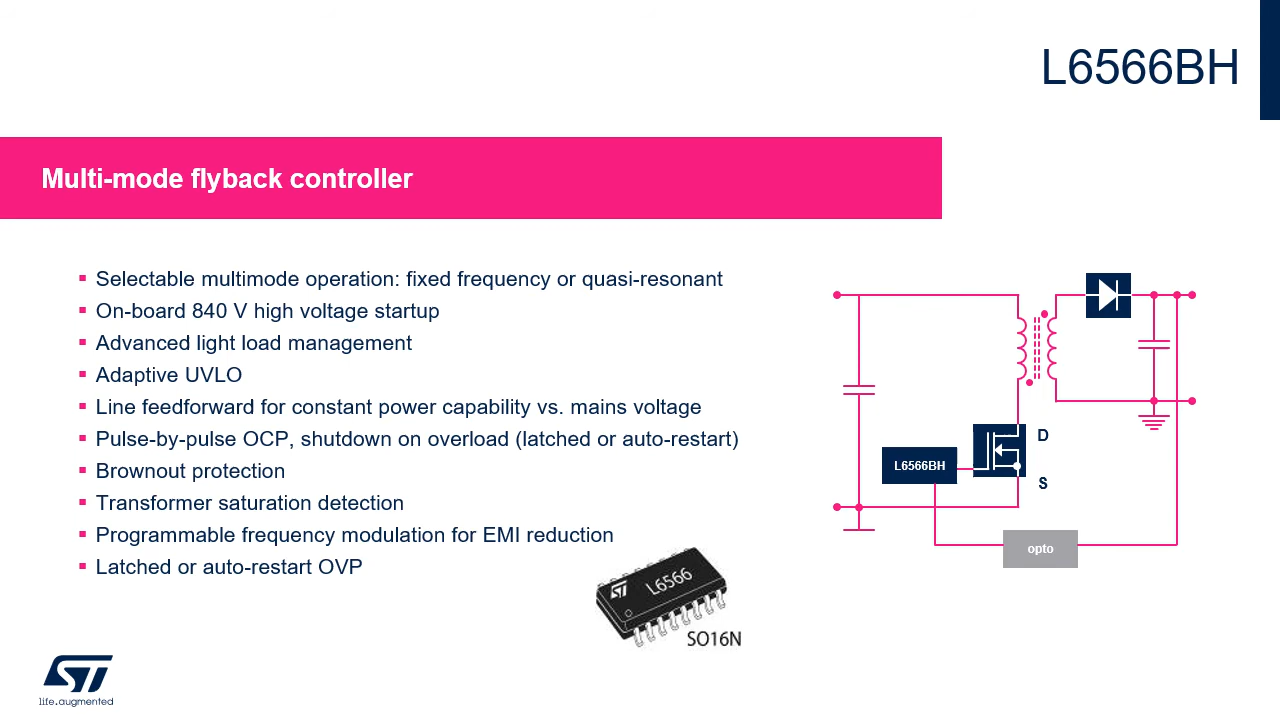 L6566BH
Multi-mode flyback controller
Selectable multimode operation: fixed frequency or quasi-resonant
On-board 840 V high voltage startup
Advanced light load management
Adaptive UVLO
Line feedforward for constant power capability vs. mains voltage
Pulse-by-pulse OCP, shutdown on overload (latched or auto-restart)
Brownout protection
Transformer saturation detection
Programmable frequency modulation for EMI reduction
Latched or auto-restart OVP
D
L6566BH
S
opto
ST
L6566
SO16N
ST
life.augmented